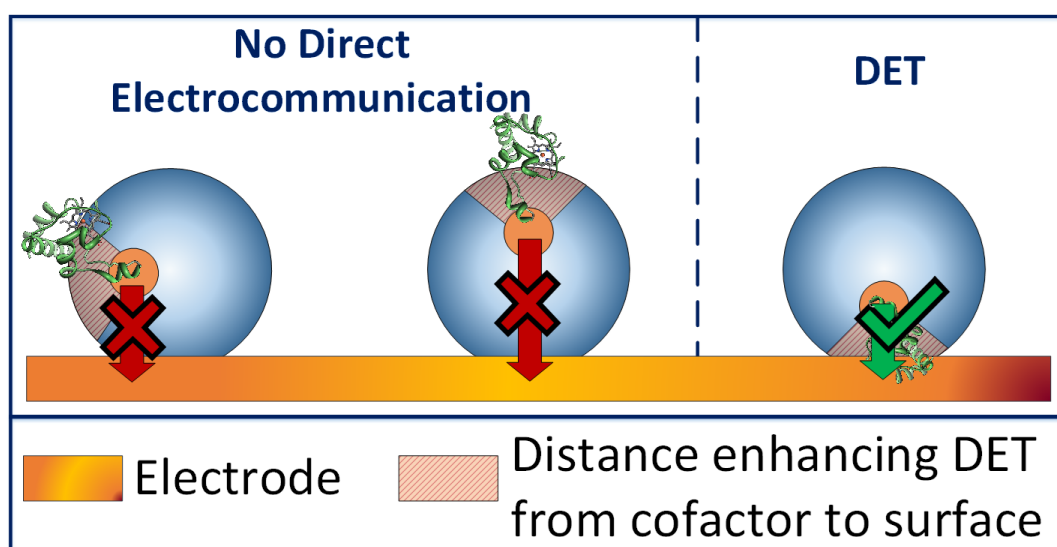 No Direct
Electrocommunication
DET
Electrode
Distance enhancing DET
from cofactor to surface